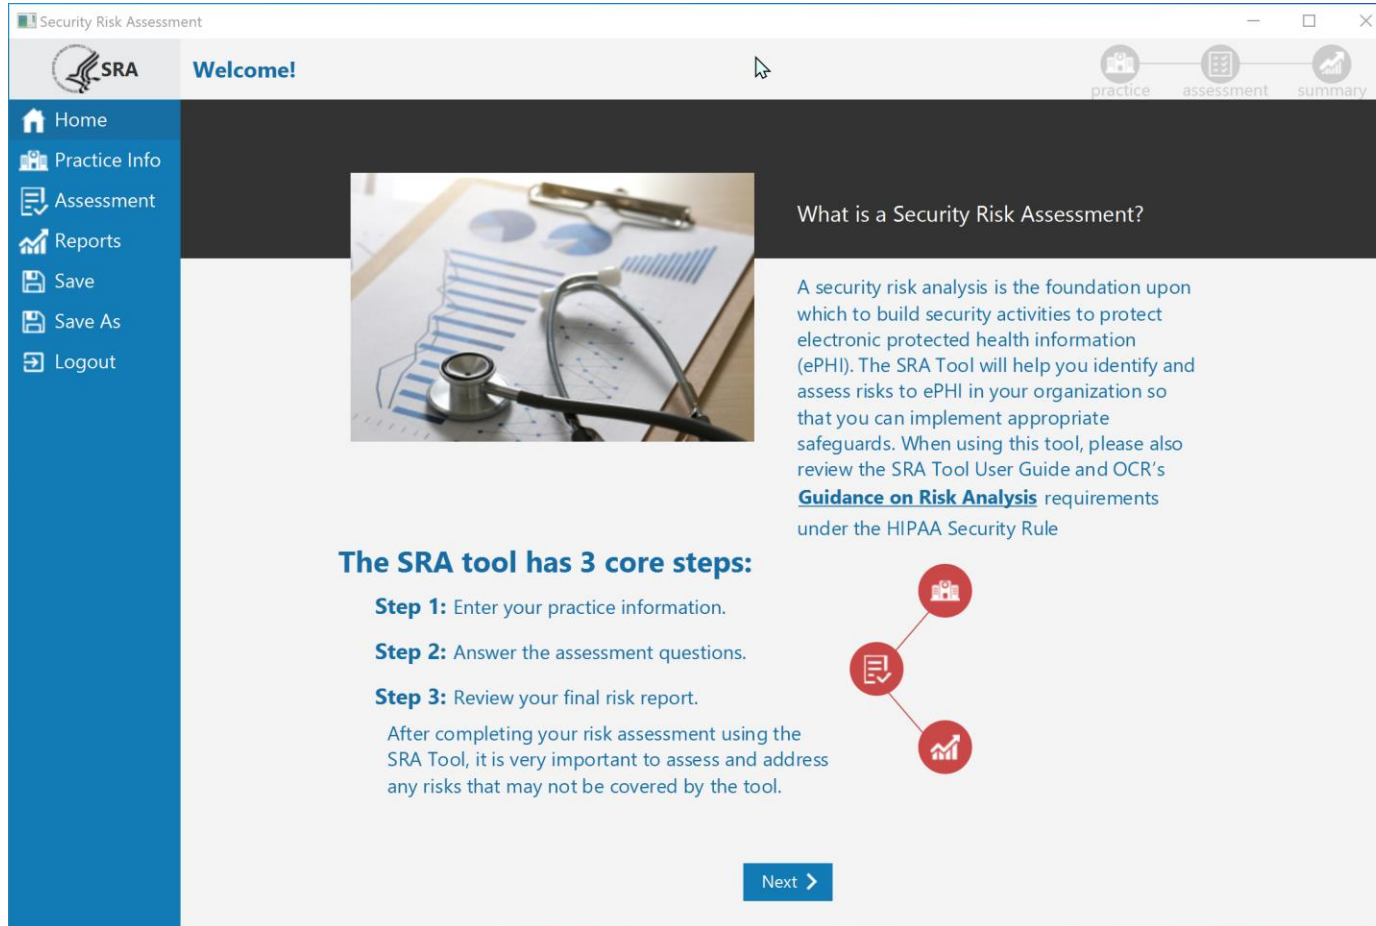 Security Risk Assessment
SRA
Welcome!
practice
assessment
summary
Home
Practice Info
Assessment
Reports
Save
Save As
Logout
What is a Security Risk Assessment?
A security risk analysis is the foundation upon
which to build security activities to protect
electronic protected health information
(ePHI). The SRA Tool will help you identify and
assess risks to ePHI in your organization so
that you can implement appropriate
safeguards. When using this tool, please also
review the SRA Tool User Guide and OCR’s
Guidance on Risk Analysis requirements
under the HIPAA Security Rule
The SRA tool has 3 core steps:
Step 1: Enter your practice information.
Step 2: Answer the assessment questions.
Step 3: Review your final risk report.
After completing your risk assessment using the
SRA Tool, it is very important to assess and address
any risks that may not be covered by the tool.
Next